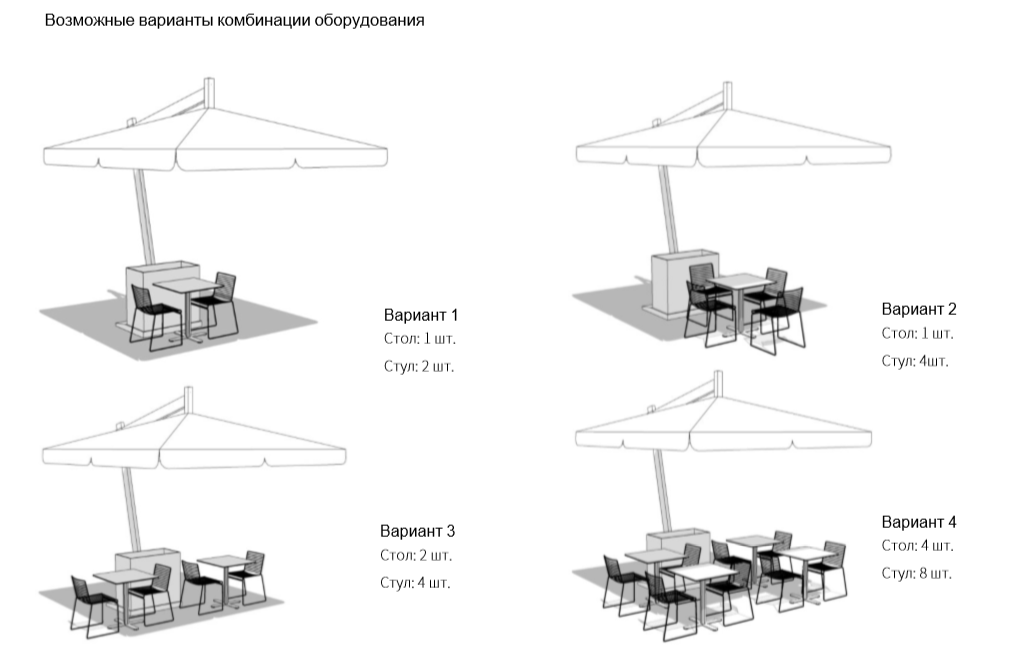 Возможные варианты комбинации оборудования
Вариант 1
Стол: 1 шт.
Стул: 2 шт.
Вариант 2
Стол: 1 шт.
Стул: 4шт.
Вариант 3
Стол: 2 шт.
Стул: 4 шт.
Вариант 4
Стол: 4 шт.
Стул: 8 шт.